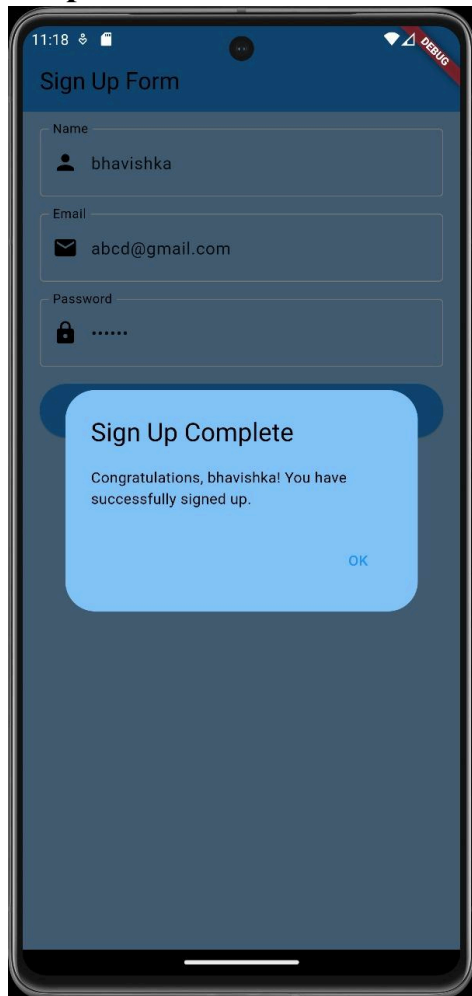 11:18
DEBUG
Sign Up Form
Name
bhavishka
Email
abcd@gmail.com
Password
••••••
Sign Up Complete
Congratulations, bhavishka! You have
successfully signed up.
OK